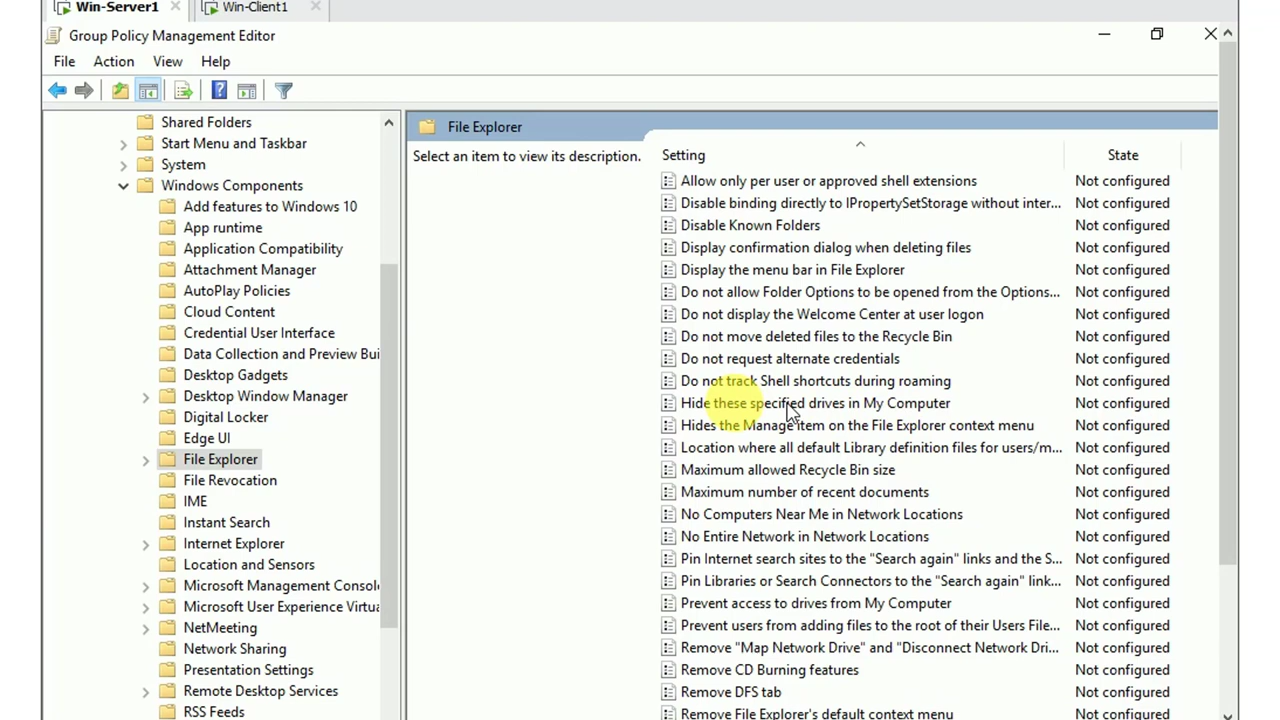 Win-Server1
Win-Client1
Group Policy Management Editor
File Action View Help
Shared Folders
Start Menu and Taskbar
System
Windows Components
Add features to Windows 10
App runtime
Application Compatibility
Attachment Manager
AutoPlay Policies
Cloud Content
Credential User Interface
Data Collection and Preview Bui
Desktop Gadgets
Desktop Window Manager
Digital Locker
Edge UI
File Explorer
File Revocation
IME
Instant Search
Internet Explorer
Location and Sensors
Microsoft Management Console
Microsoft User Experience Virtua
NetMeeting
Network Sharing
Presentation Settings
Remote Desktop Services
RSS Feeds
File Explorer
Select an item to view its description.
Setting State
Allow only per user or approved shell extensions Not configured
Disable binding directly to IPropertySetStorage without inter... Not configured
Disable Known Folders Not configured
Display confirmation dialog when deleting files Not configured
Display the menu bar in File Explorer Not configured
Do not allow Folder Options to be opened from the Options... Not configured
Do not display the Welcome Center at user logon Not configured
Do not move deleted files to the Recycle Bin Not configured
Do not request alternate credentials Not configured
Do not track Shell shortcuts during roaming Not configured
Hide these specified drives in My Computer Not configured
Hides the Manage item on the File Explorer context menu Not configured
Location where all default Library definition files for users/m... Not configured
Maximum allowed Recycle Bin size Not configured
Maximum number of recent documents Not configured
No Computers Near Me in Network Locations Not configured
No Entire Network in Network Locations Not configured
Pin Internet search sites to the "Search again" links and the S... Not configured
Pin Libraries or Search Connectors to the "Search again" link... Not configured
Prevent access to drives from My Computer Not configured
Prevent users from adding files to the root of their Users File... Not configured
Remove "Map Network Drive" and "Disconnect Network Dri... Not configured
Remove CD Burning features Not configured
Remove DFS tab Not configured
Remove File Explorer's default context menu Not configured